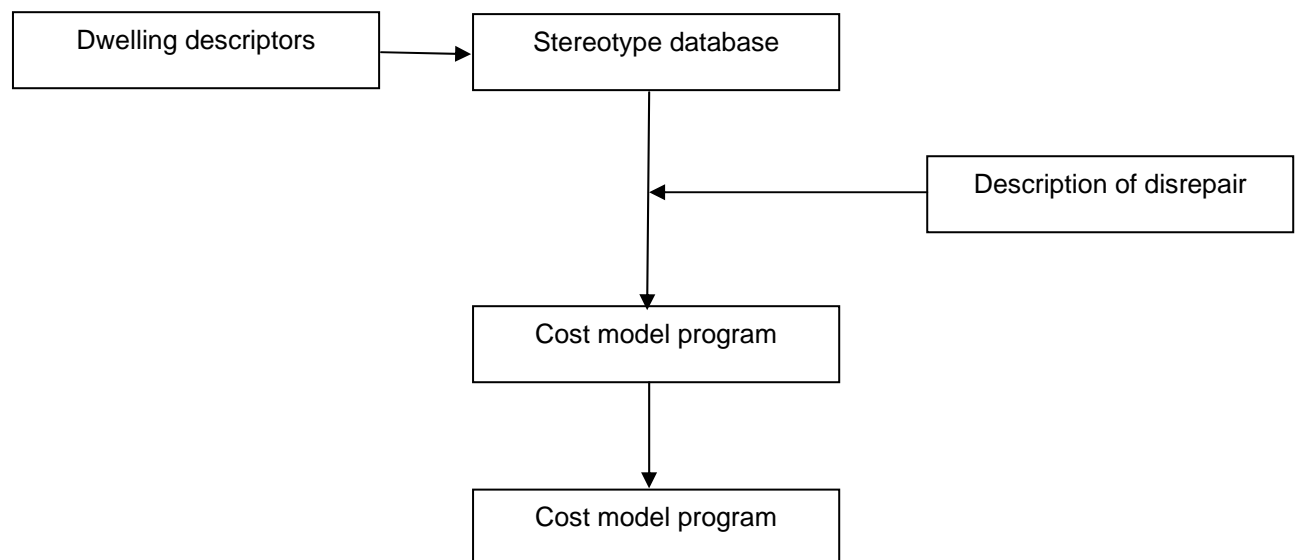 Dwelling descriptors
Stereotype database
Description of disrepair
Cost model program
Cost model program